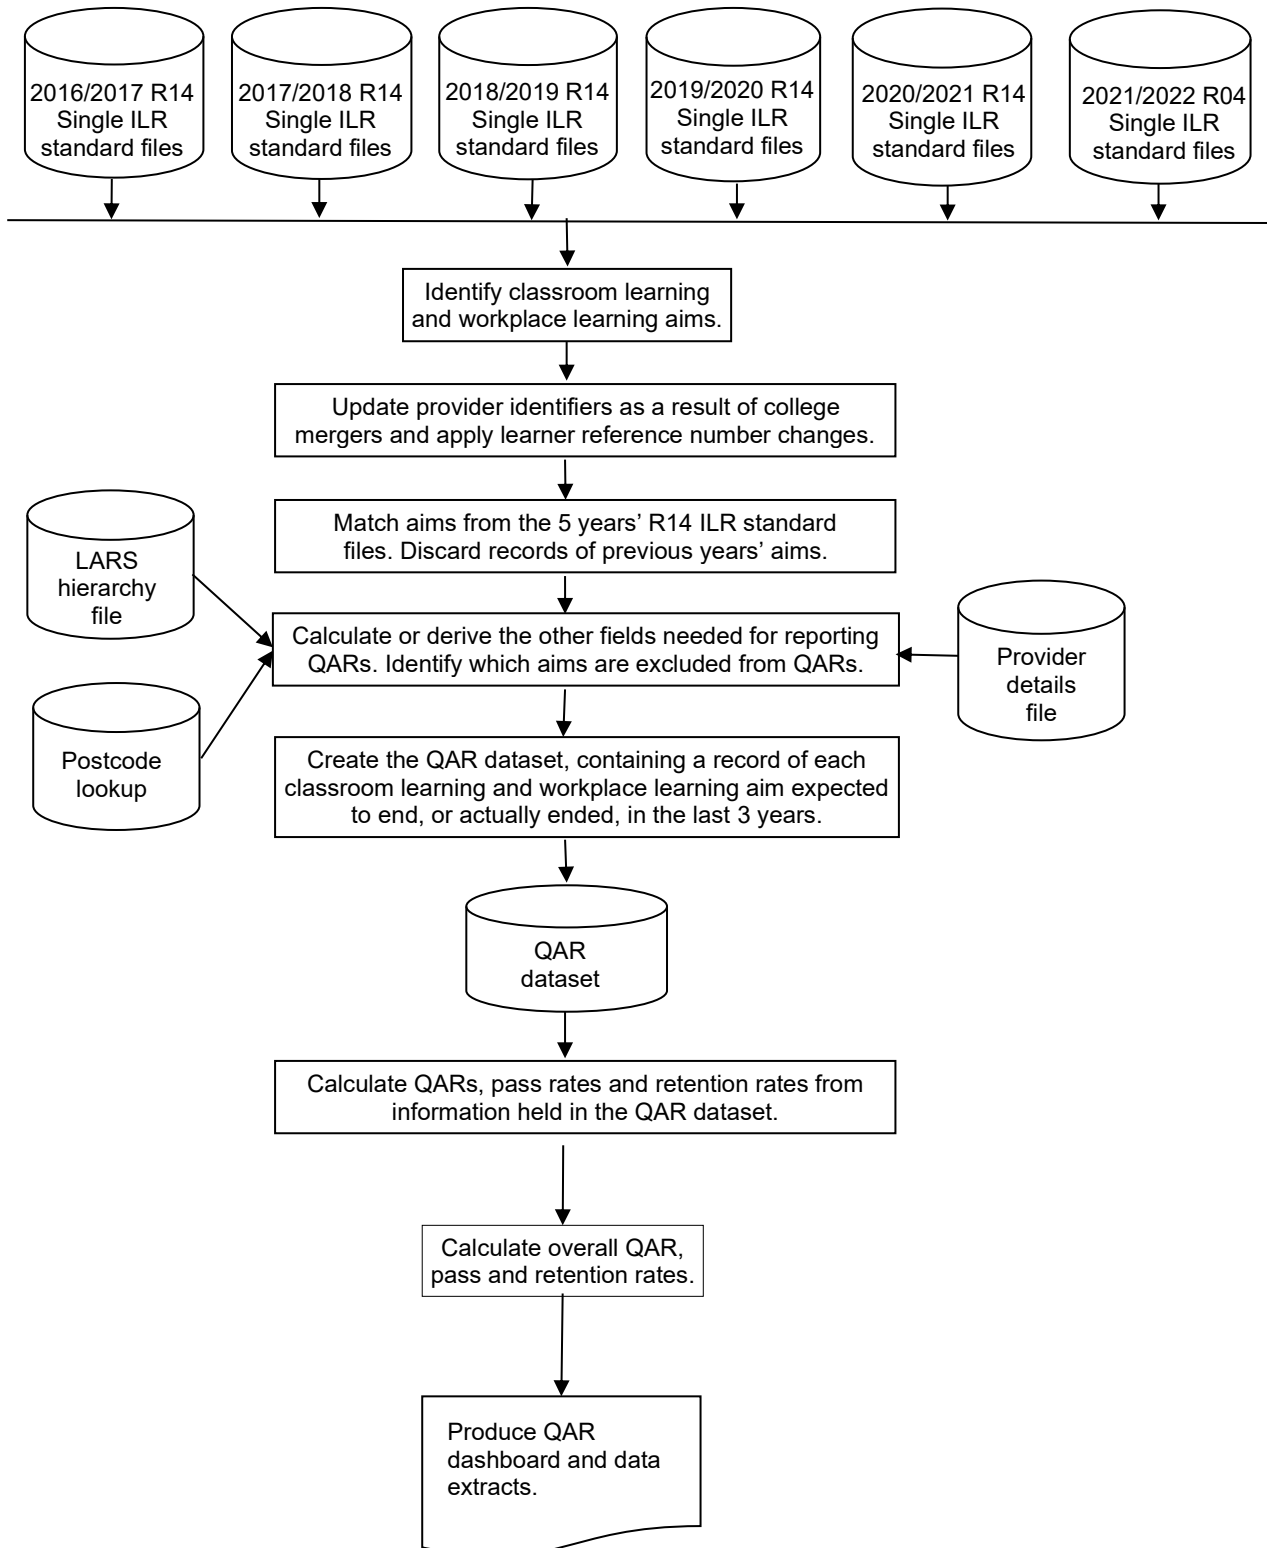 2016/2017 R14
Single ILR
standard files
2017/2018 R14
Single ILR
standard files
2018/2019 R14
Single ILR
standard files
2019/2020 R14
Single ILR
standard files
2020/2021 R14
Single ILR
standard files
2021/2022 R04
Single ILR
standard files
Identify classroom learning
and workplace learning aims.
Update provider identifiers as a result of college
mergers and apply learner reference number changes.
Match aims from the 5 years’ R14 ILR standard
files. Discard records of previous years’ aims.
LARS
hierarchy
file
Calculate or derive the other fields needed for reporting
QARs. Identify which aims are excluded from QARs.
Provider
details
file
Postcode
lookup
Create the QAR dataset, containing a record of each
classroom learning and workplace learning aim expected
to end, or actually ended, in the last 3 years.
QAR
dataset
Calculate QARs, pass rates and retention rates from
information held in the QAR dataset.
Calculate overall QAR,
pass and retention rates.
Produce QAR
dashboard and data
extracts.